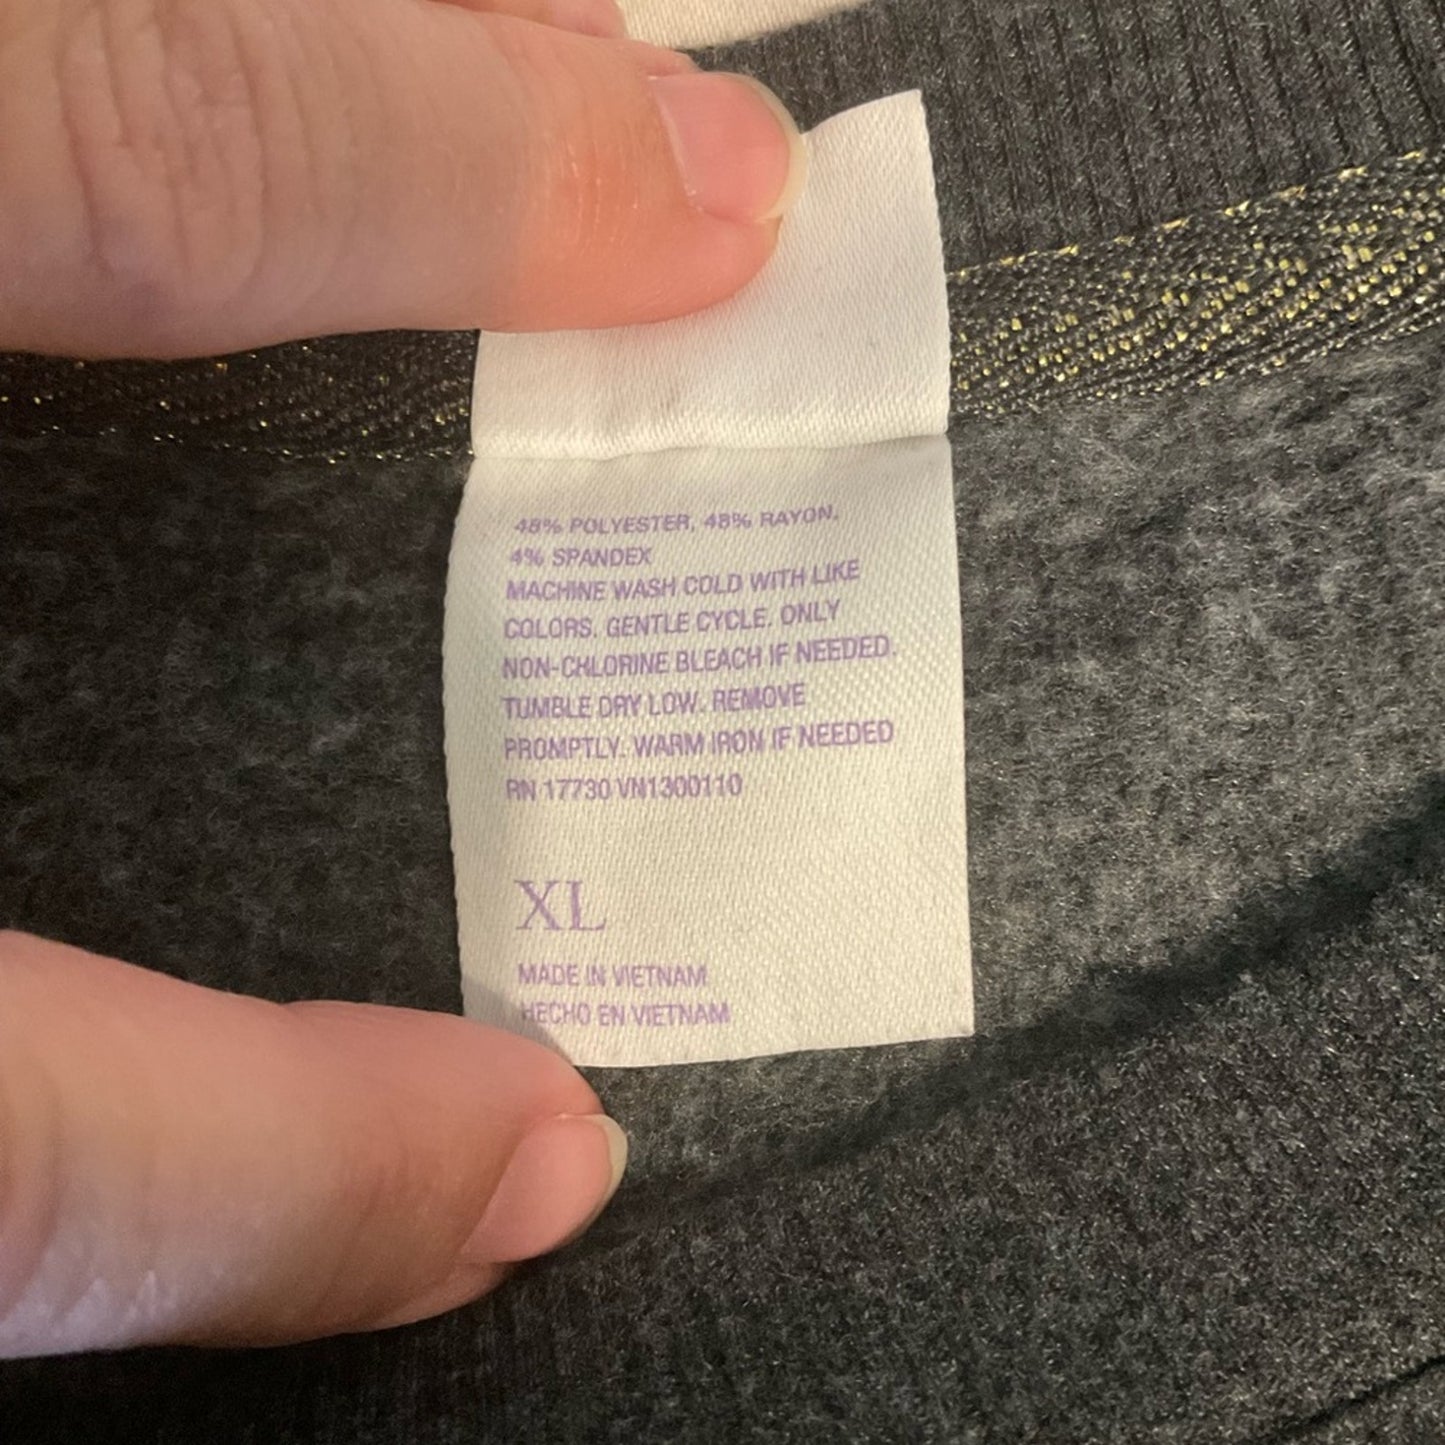 48% POLYESTER, 48% RAYON,
4% SPANDEX
MACHINE WASH COLD WITH LIKE
COLORS. GENTLE CYCLE. ONLY
NON-CHLORINE BLEACH IF NEEDED.
TUMBLE DRY LOW. REMOVE
PROMPTLY. WARM IRON IF NEEDED
RN 17730 VN1300110
XL
MADE IN VIETNAM
HECHO EN VIETNAM